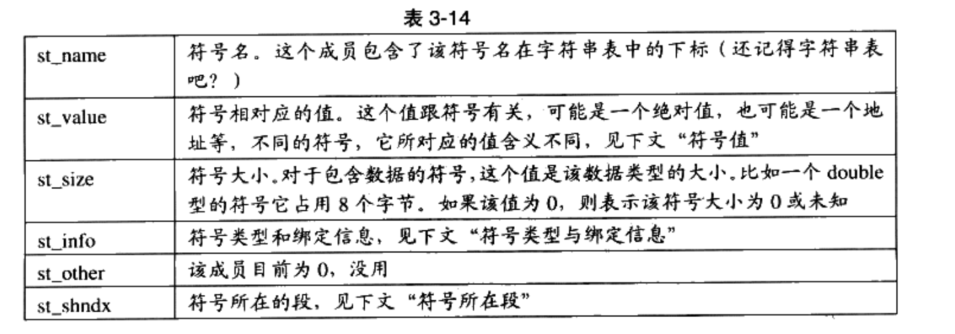 表 3-14
st_name
符号名。这个成员包含了该符号名在字符串表中的下标（还记得字符串表
吧？）
st_value
符号相对应的值。这个值跟符号有关，可能是一个绝对值，也可能是一个地
址等，不同的符号，它所对应的值含义不同，见下文“符号值”
st_size
符号大小。对于包含数据的符号，这个值是该数据类型的大小。比如一个 double
型的符号它占用 8 个字节。如果该值为 0，则表示该符号大小为 0 或未知
st_info
符号类型和绑定信息，见下文“符号类型与绑定信息”
st_other
该成员目前为 0，没用
st_shndx
符号所在的段，见下文“符号所在段”